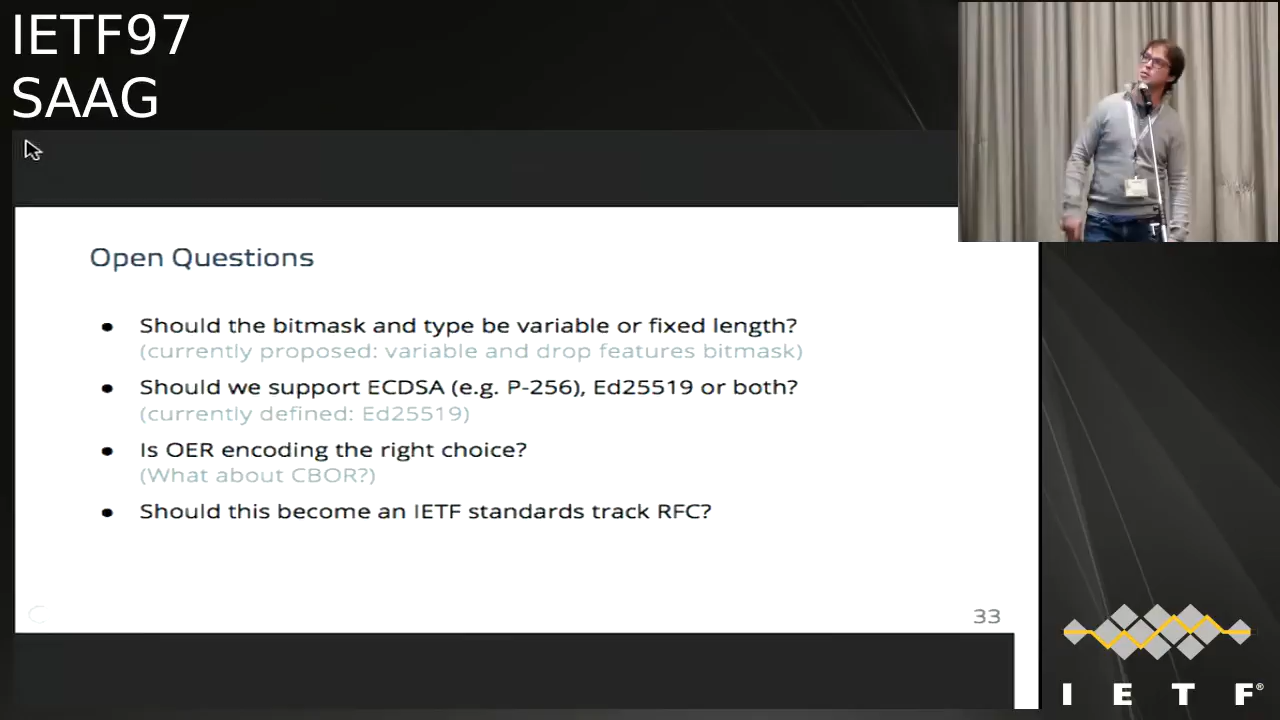 IETF97
SAAG
Open Questions
● Should the bitmask and type be variable or fixed length?
(currently proposed: variable and drop features bitmask)
● Should we support ECDSA (e.g. P-256), Ed25519 or both?
(currently defined: Ed25519)
● Is OER encoding the right choice?
(What about CBOR?)
● Should this become an IETF standards track RFC?
33
I E T F®